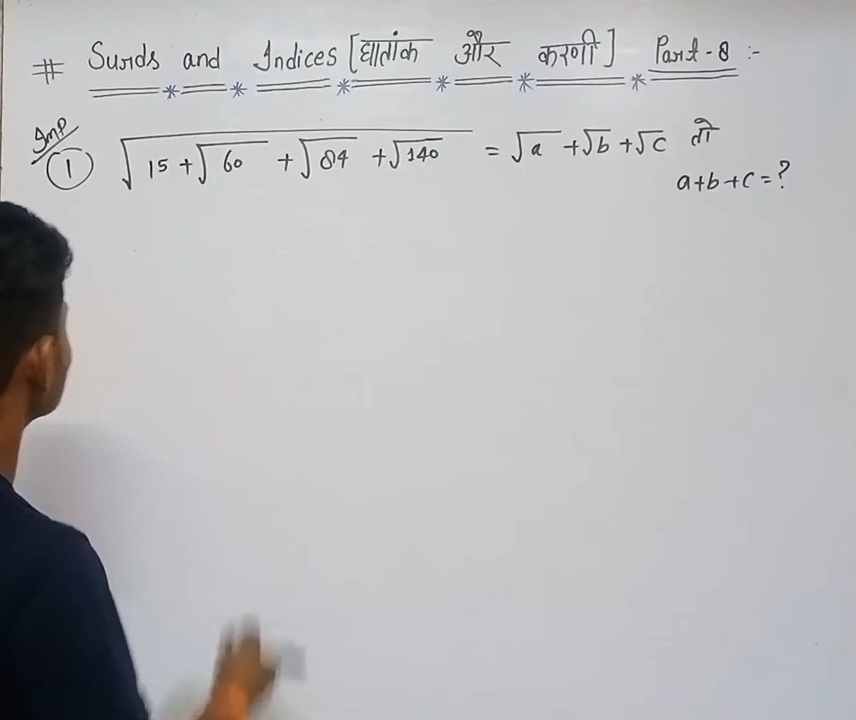 # Surds and Indices [घातांक और करणी] Part-8 :-
Imp
① √(15 + √60 + √84 + √140) = √a + √b + √c तो
a+b+c=?